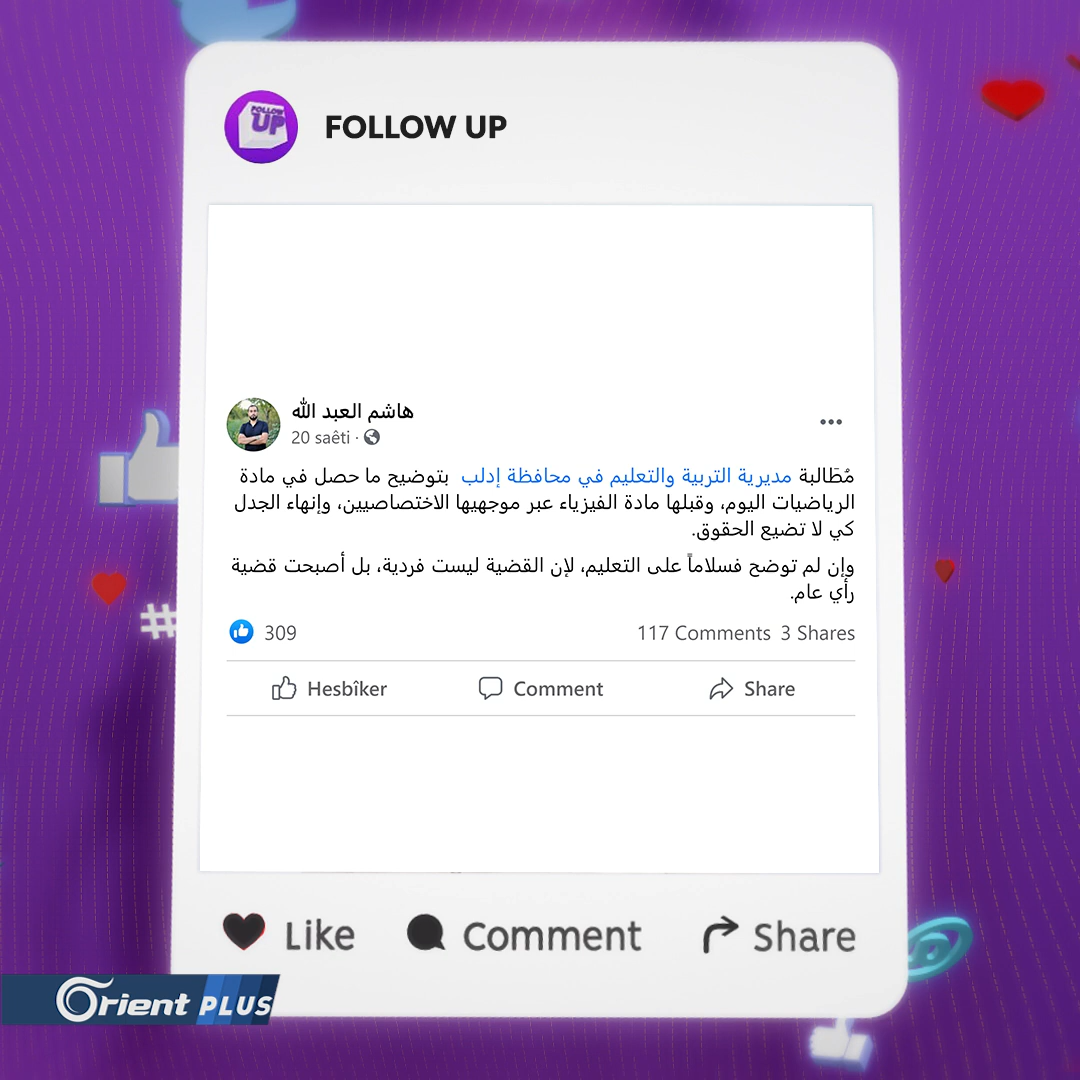 FOLLOW UP
FOLLOW UP
هاشم العبد الله
20 saêti ·
مُطَالبة مديرية التربية والتعليم في محافظة إدلب بتوضيح ما حصل في مادة
الرياضيات اليوم، وقبلها مادة الفيزياء عبر موجهيها الاختصاصيين، وإنهاء الجدل
كي لا تضيع الحقوق.
وإن لم توضح فسلاماً على التعليم، لإن القضية ليست فردية، بل أصبحت قضية
رأي عام.
309 117 Comments 3 Shares
Hesbîker Comment Share
Like Comment Share
Orient PLUS
#